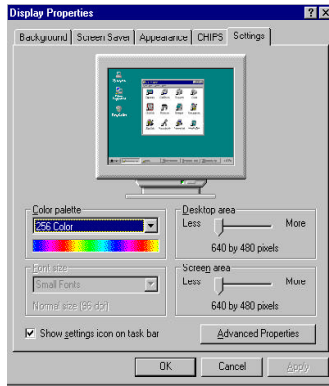 Display Properties
Background Screen Saver Appearance CHIPS Settings
Color palette
256 Color
Desktop area
Less More
640 by 480 pixels
Font size
Small Fonts
Normal size (96 dpi)
Screen area
Less More
640 by 480 pixels
Show settings icon on task bar
Advanced Properties
OK Cancel Apply